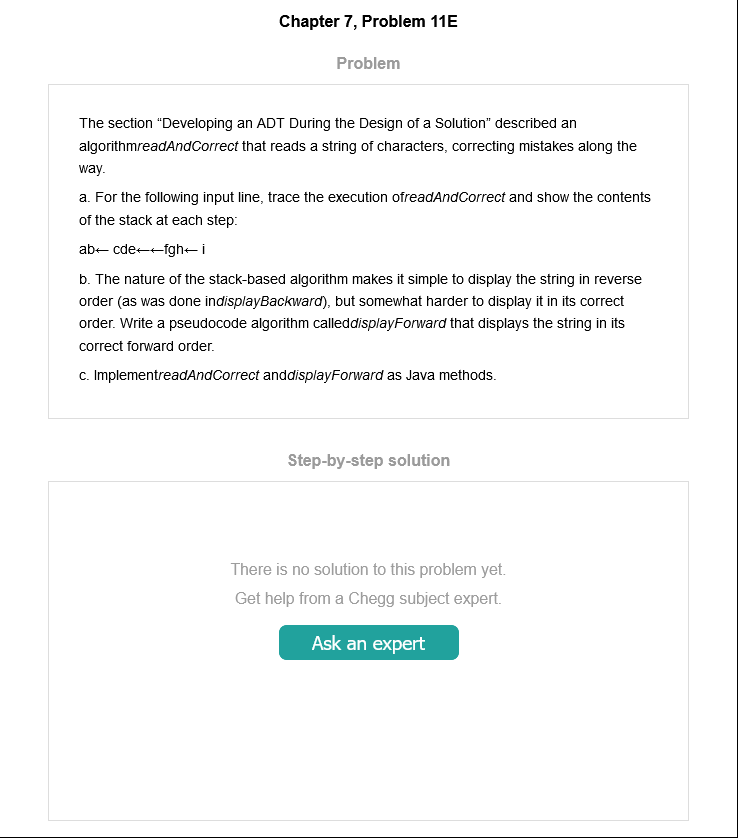 Chapter 7, Problem 11E
Problem
The section “Developing an ADT During the Design of a Solution” described an
algorithmreadAndCorrect that reads a string of characters, correcting mistakes along the
way.
a. For the following input line, trace the execution ofreadAndCorrect and show the contents
of the stack at each step:
ab← cde←←fgh← i
b. The nature of the stack-based algorithm makes it simple to display the string in reverse
order (as was done indisplayBackward), but somewhat harder to display it in its correct
order. Write a pseudocode algorithm calleddisplayForward that displays the string in its
correct forward order.
c. ImplementreadAndCorrect anddisplayForward as Java methods.
Step-by-step solution
There is no solution to this problem yet.
Get help from a Chegg subject expert.
Ask an expert